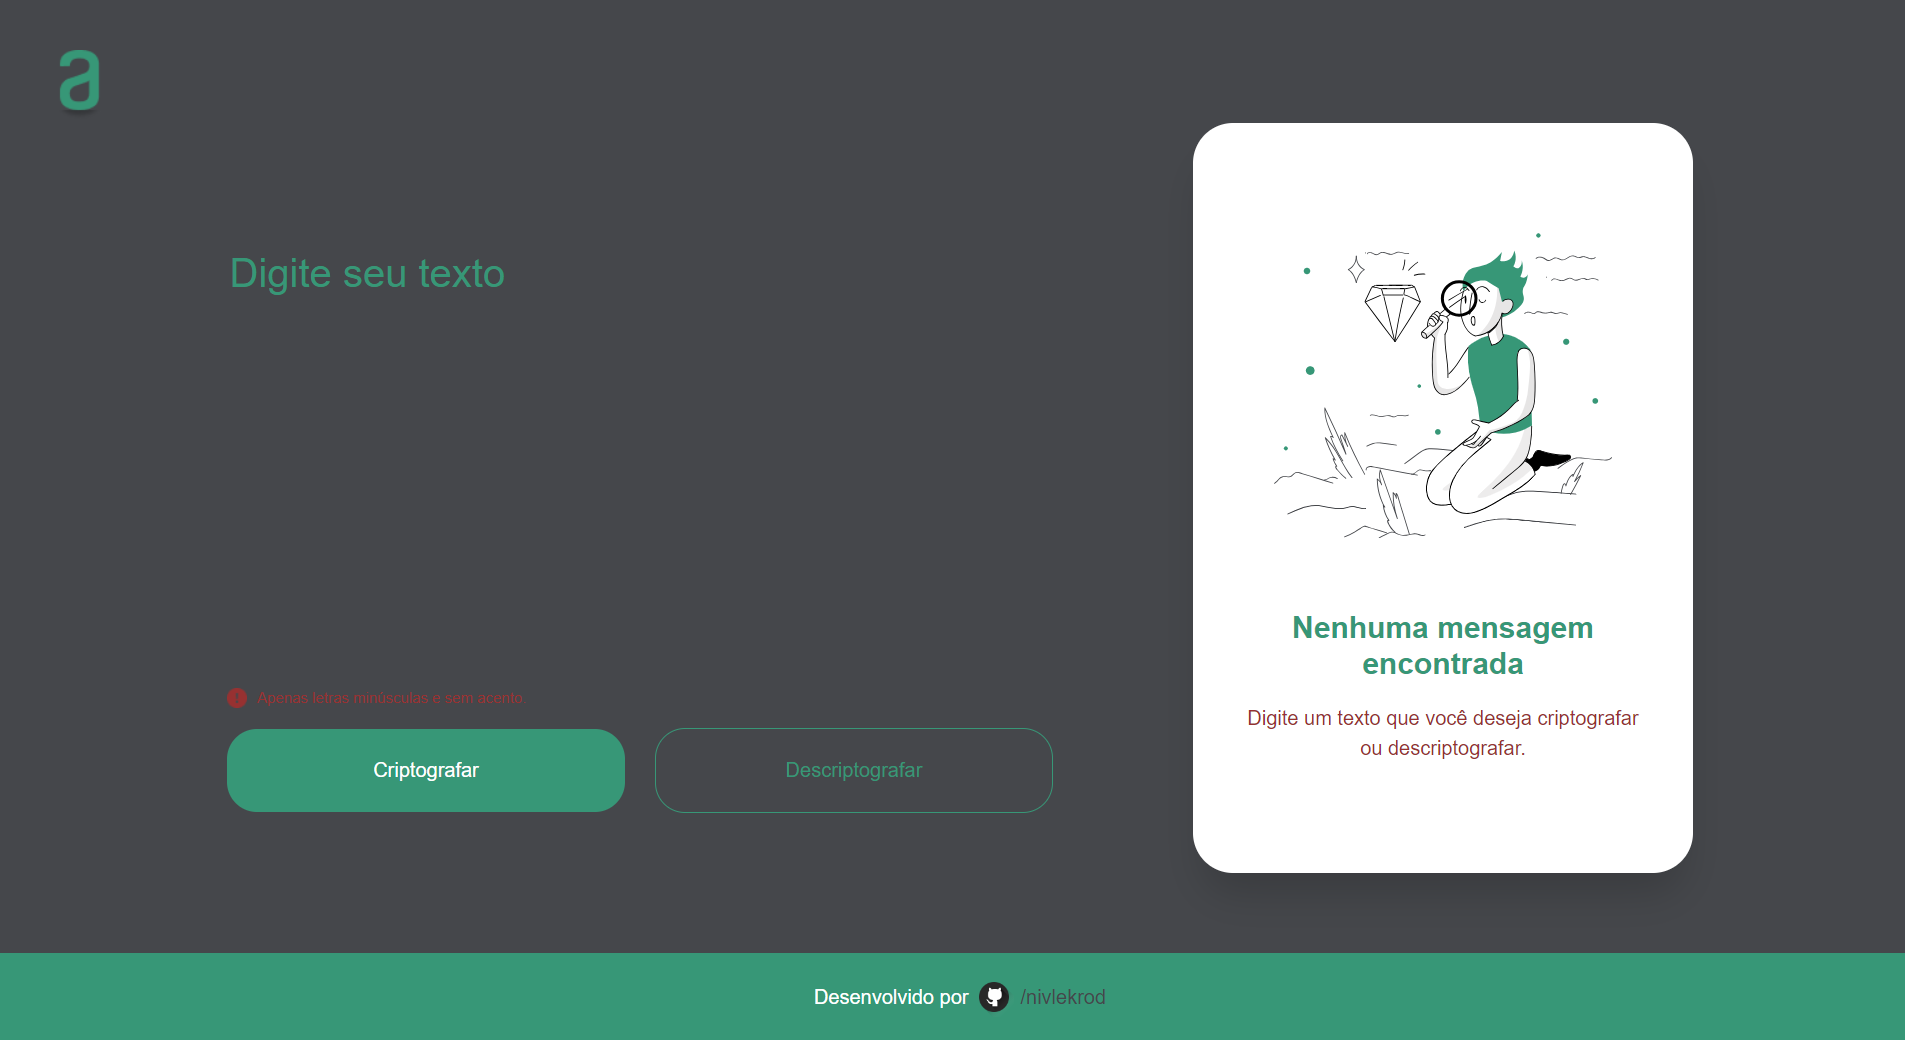 a
Digite seu texto
Apenas letras minúsculas e sem acento.
Criptografar
Descriptografar
Nenhuma mensagem
encontrada
Digite um texto que você deseja criptografar
ou descriptografar.
Desenvolvido por /nivlekrod